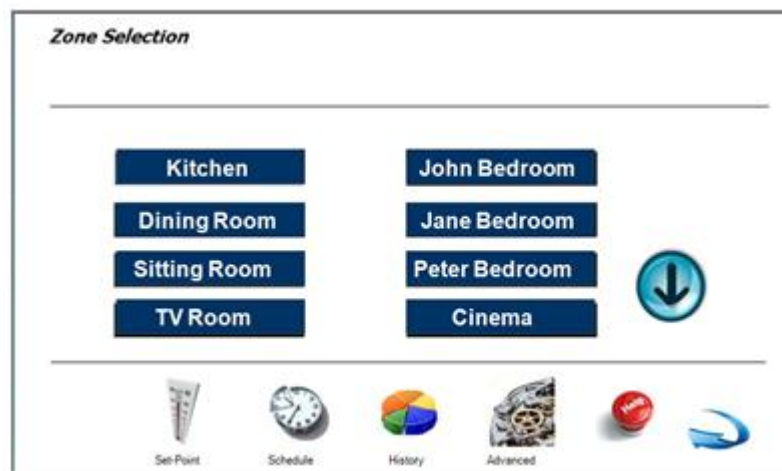 Zone Selection
Kitchen
John Bedroom
Dining Room
Jane Bedroom
Sitting Room
Peter Bedroom
TV Room
Cinema
Help
Set-Point
Schedule
History
Advanced